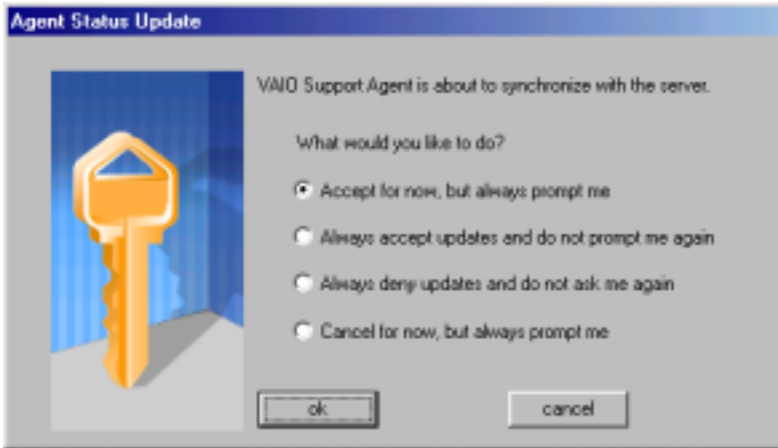 Agent Status Update
VAIO Support Agent is about to synchronize with the server.
What would you like to do?
Accept for now, but always prompt me
Always accept updates and do not prompt me again
Always deny updates and do not ask me again
Cancel for now, but always prompt me
ok
cancel